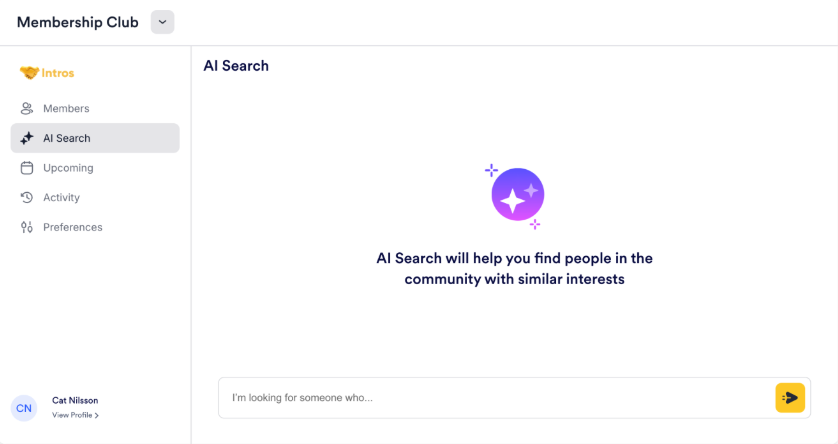 Membership Club
Intros
Members
AI Search
Upcoming
Activity
Preferences
CN
Cat Nilsson
View Profile
AI Search
AI Search will help you find people in the
community with similar interests
I'm looking for someone who...